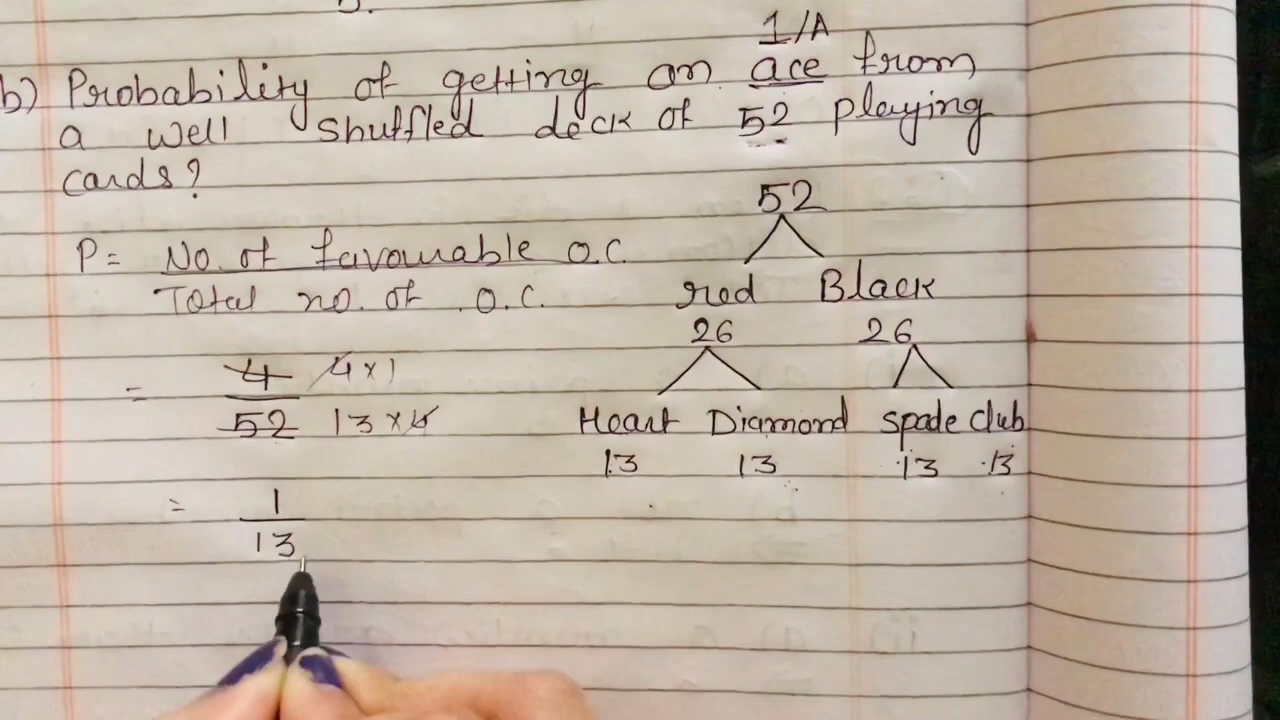 1/A
b) Probability of getting an ace from
a well shuffled deck of 52 playing
cards?
52
P = No. of favourable O.C.
Total no. of O.C.
red Black
26 26
= 4 4 x 1
52 13 x 4
Heart Diamond spade club
13 13 13 13
= 1
13